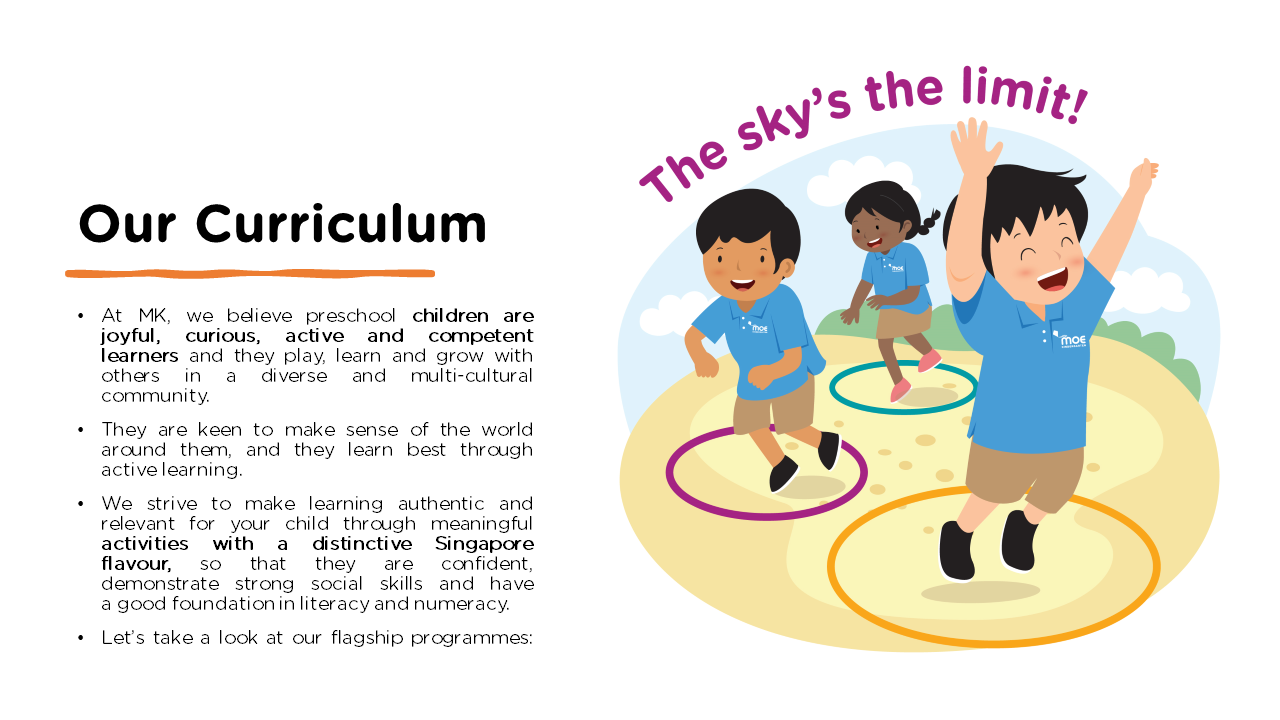 The sky's the limit!
Our Curriculum
• At MK, we believe preschool children are
joyful, curious, active and competent
learners and they play, learn and grow with
others in a diverse and multi-cultural
community.
• They are keen to make sense of the world
around them, and they learn best through
active learning.
• We strive to make learning authentic and
relevant for your child through meaningful
activities with a distinctive Singapore
flavour, so that they are confident,
demonstrate strong social skills and have
a good foundation in literacy and numeracy.
• Let's take a look at our flagship programmes:
moe
moe
moe